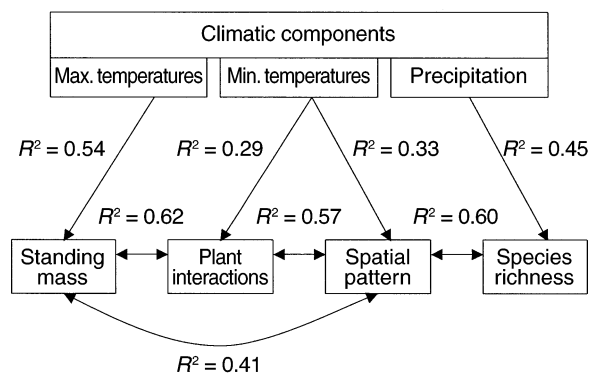 Climatic components
Max. temperatures Min. temperatures Precipitation
R² = 0.54 R² = 0.29 R² = 0.33 R² = 0.45
R² = 0.62 R² = 0.57 R² = 0.60
Standing mass
Plant interactions
Spatial pattern
Species richness
R² = 0.41